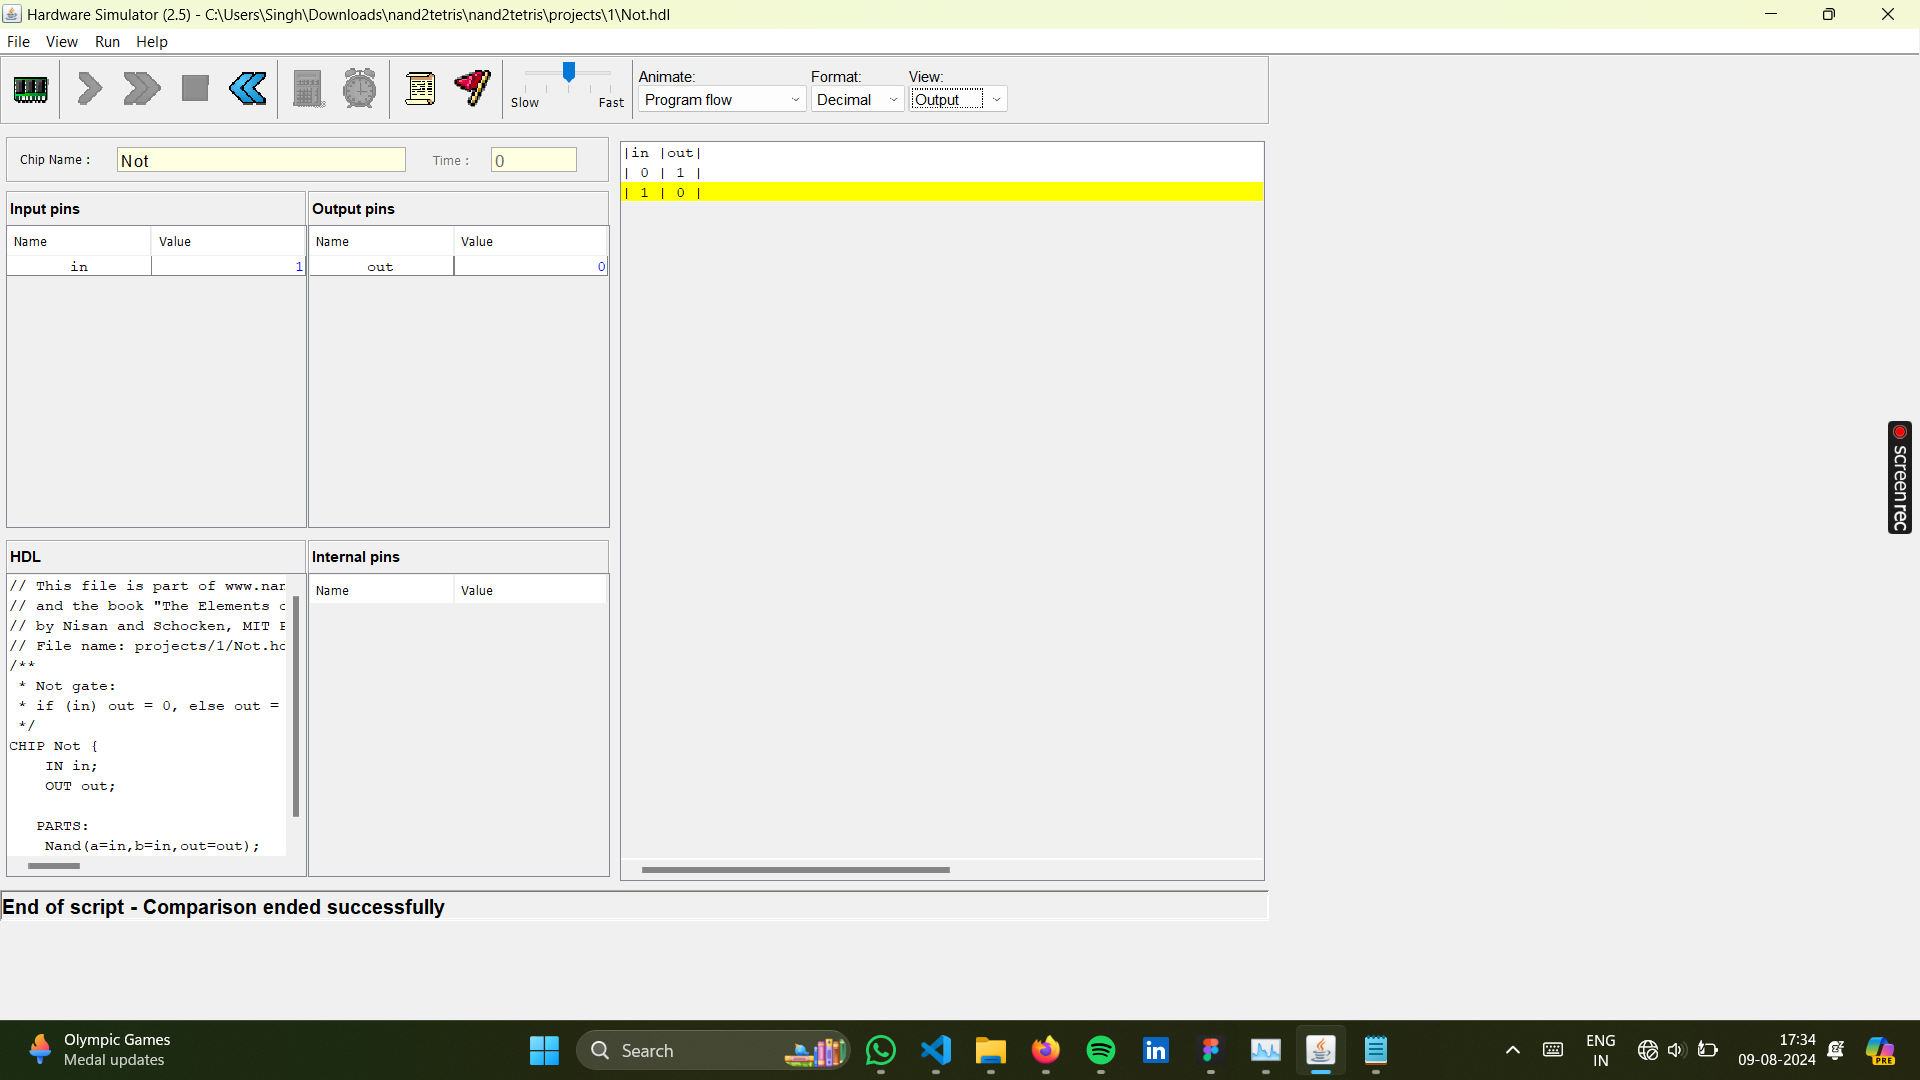 Hardware Simulator (2.5) - C:\Users\Singh\Downloads\nand2tetris\nand2tetris\projects\1\Not.hdl
File View Run Help
Slow Fast
Animate: Format: View:
Program flow Decimal Output
Chip Name : Not Time : 0
|in |out|
| 0 | 1 |
| 1 | 0 |
Input pins
Name Value
in 1
Output pins
Name Value
out 0
HDL
// This file is part of www.nan
// and the book "The Elements o
// by Nisan and Schocken, MIT P
// File name: projects/1/Not.hd
/**
* Not gate:
* if (in) out = 0, else out =
*/
CHIP Not {
IN in;
OUT out;
PARTS:
Nand(a=in,b=in,out=out);
Internal pins
Name Value
End of script - Comparison ended successfully
screenrec
Olympic Games
Medal updates
Search
in
ENG
IN
17:34
09-08-2024
PRE